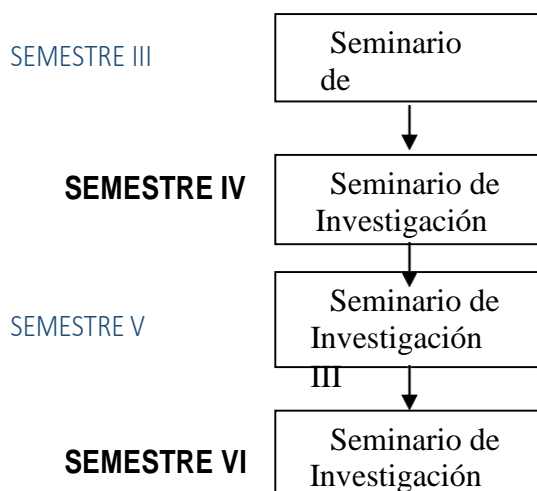 SEMESTRE III
Seminario
de
SEMESTRE IV
Seminario de
Investigación
SEMESTRE V
Seminario de
Investigación
III
SEMESTRE VI
Seminario de
Investigación